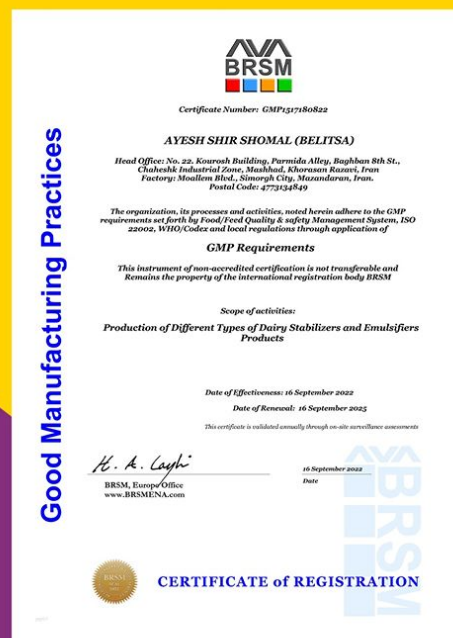 BRSM
Certificate Number: GMP1517180822
AYESH SHIR SHOMAL (BELITSA)
Head Office: No. 22. Kourosh Building, Parmida Alley, Baghban 8th St.,
Chaheshk Industrial Zone, Mashhad, Khorasan Razavi, Iran
Factory: Moallem Blvd., Simorgh City, Mazandaran, Iran.
Postal Code: 4773134849
The organization, its processes and activities, noted herein adhere to the GMP
requirements set forth by Food/Feed Quality & safety Management System, ISO
22002, WHO/Codex and local regulations through application of
GMP Requirements
This instrument of non-accredited certification is not transferable and
Remains the property of the international registration body BRSM
Scope of activities:
Production of Different Types of Dairy Stabilizers and Emulsifiers
Products
Date of Effectiveness: 16 September 2022
Date of Renewal: 16 September 2025
This certificate is validated annually through on-site surveillance assessments
BRSM, Europe Office
www.BRSMENA.com
16 September 2022
Date
Good Manufacturing Practices
BRSM
BRSM
CERTIFICATE of REGISTRATION